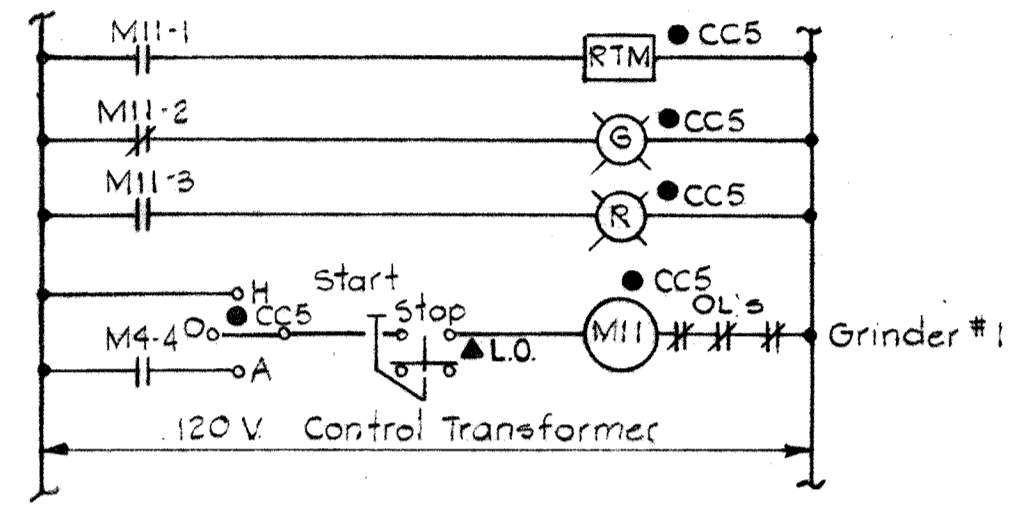 M11-1
RTM
CC5
M11-2
G
CC5
M11-3
R
CC5
H
Start
CC5
Stop
CC5
OL's
M4-4
O
M11
Grinder #1
L.O.
A
120 V. Control Transformer